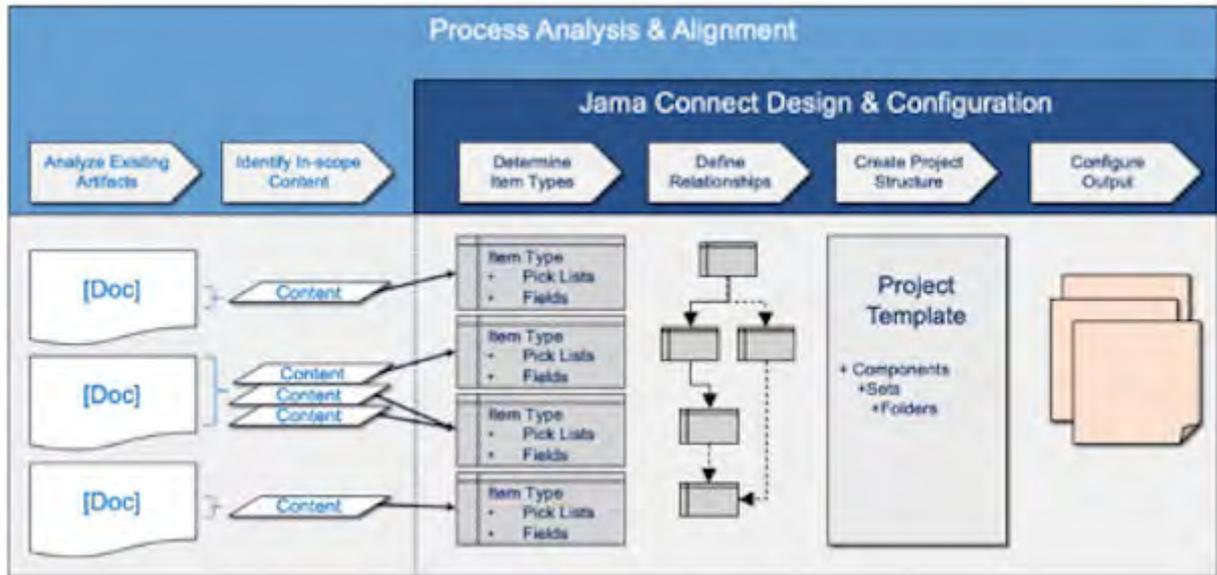 Process Analysis & Alignment
Jama Connect Design & Configuration
Analyze Existing
Artifacts
Identify In-scope
Content
Determine
Item Types
Define
Relationships
Create Project
Structure
Configure
Output
[Doc]
Content
Item Type
• Pick Lists
• Fields
[Doc]
Content
Content
Content
Item Type
• Pick Lists
• Fields
Item Type
• Pick Lists
• Fields
[Doc]
Content
Item Type
• Pick Lists
• Fields
Project
Template
+ Components
+Sets
+Folders